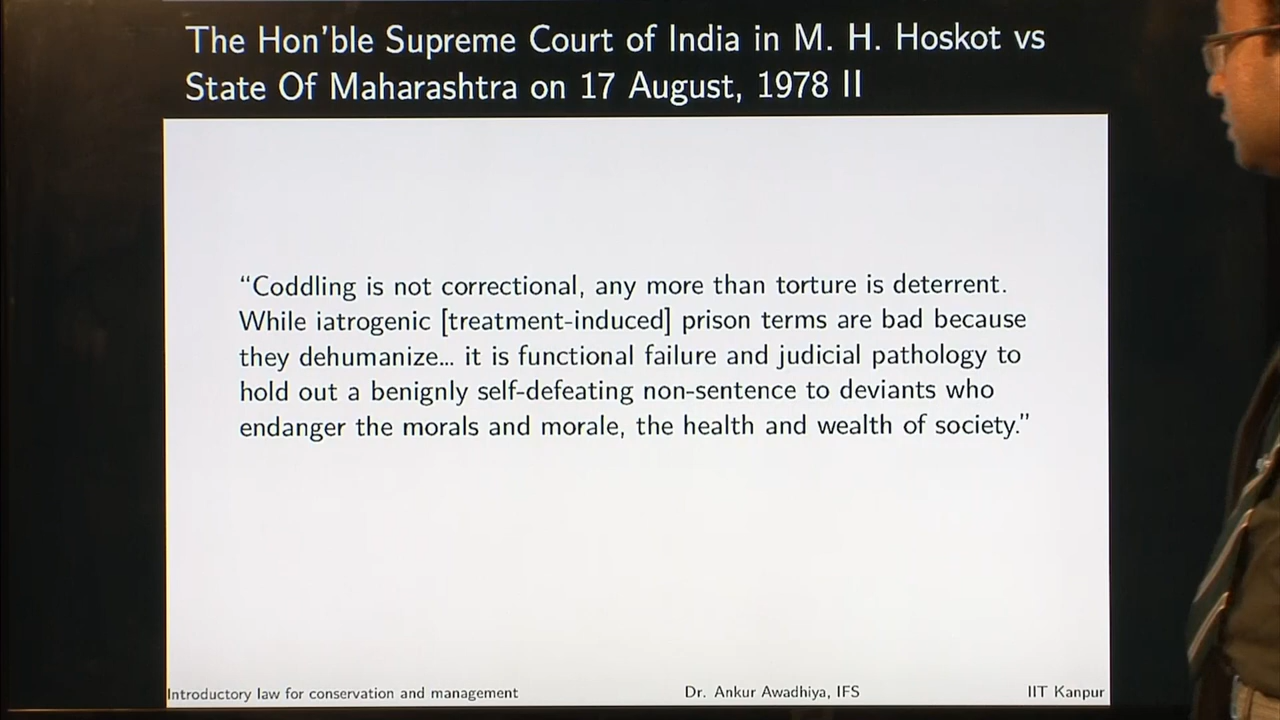 The Hon'ble Supreme Court of India in M. H. Hoskot vs
State Of Maharashtra on 17 August, 1978 II
“Coddling is not correctional, any more than torture is deterrent.
While iatrogenic [treatment-induced] prison terms are bad because
they dehumanize... it is functional failure and judicial pathology to
hold out a benignly self-defeating non-sentence to deviants who
endanger the morals and morale, the health and wealth of society.”
Introductory law for conservation and management Dr. Ankur Awadhiya, IFS IIT Kanpur